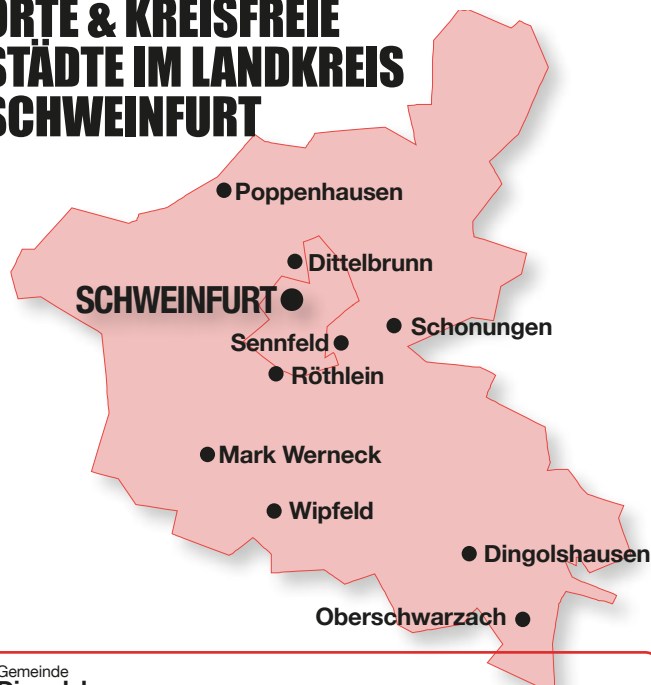 ORTE & KREISFREIE
STÄDTE IM LANDKREIS
SCHWEINFURT
Poppenhausen
Dittelbrunn
SCHWEINFURT
Schonungen
Sennfeld
Röthlein
Mark Werneck
Wipfeld
Dingolshausen
Oberschwarzach
Gemeinde